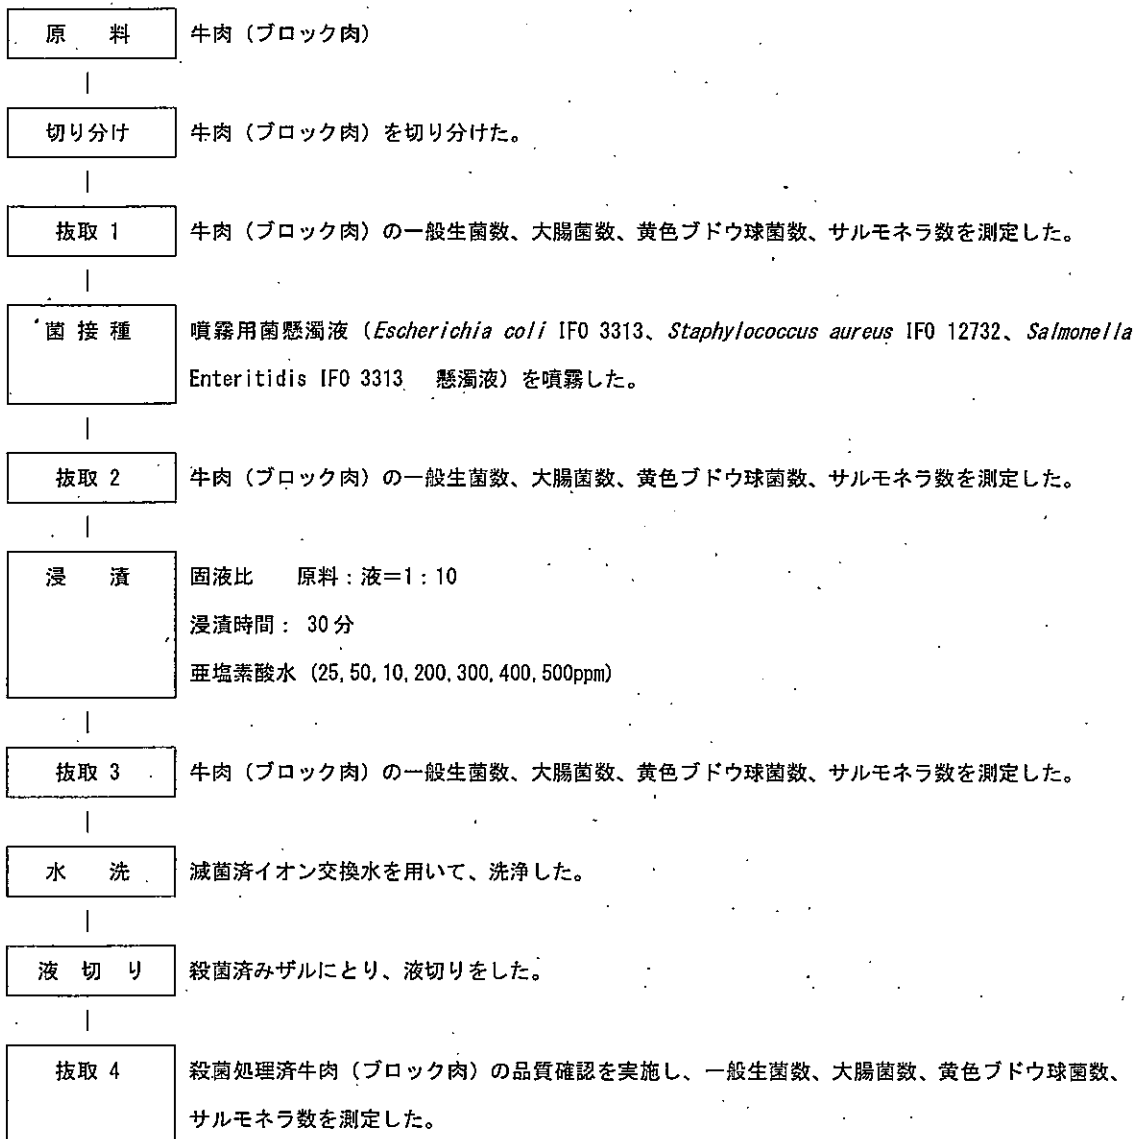 原 料 牛肉（ブロック肉）
切り分け 牛肉（ブロック肉）を切り分けた。
抜取 1 牛肉（ブロック肉）の一般生菌数、大腸菌数、黄色ブドウ球菌数、サルモネラ数を測定した。
菌 接 種 噴霧用菌懸濁液（Escherichia coli IFO 3313、Staphylococcus aureus IFO 12732、Salmonella
Enteritidis IFO 3313 懸濁液）を噴霧した。
抜取 2 牛肉（ブロック肉）の一般生菌数、大腸菌数、黄色ブドウ球菌数、サルモネラ数を測定した。
浸 漬 固液比 原料：液＝1：10
浸漬時間： 30分
亜塩素酸水 (25,50,10,200,300,400,500ppm)
抜取 3 牛肉（ブロック肉）の一般生菌数、大腸菌数、黄色ブドウ球菌数、サルモネラ数を測定した。
水 洗 滅菌済イオン交換水を用いて、洗浄した。
液 切 り 殺菌済みザルにとり、液切りをした。
抜取 4 殺菌処理済牛肉（ブロック肉）の品質確認を実施し、一般生菌数、大腸菌数、黄色ブドウ球菌数、
サルモネラ数を測定した。